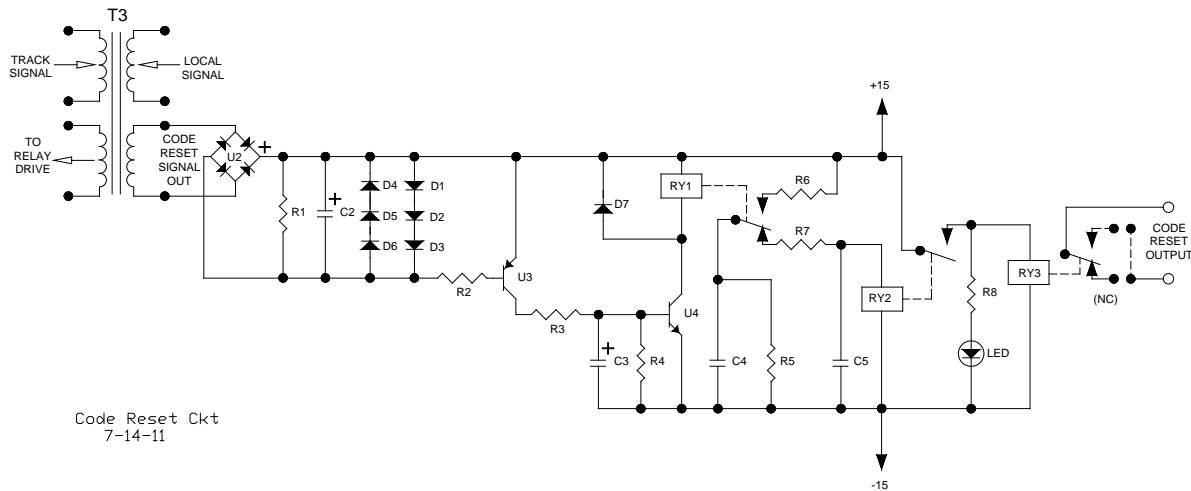 T3
TRACK
SIGNAL
LOCAL
SIGNAL
TO
RELAY
DRIVE
CODE
RESET
SIGNAL
OUT
U2
+
R1
+
C2
D4
D1
D5
D2
D6
D3
R2
U3
R3
+
C3
R4
U4
D7
RY1
R6
R7
C4
R5
C5
+15
RY2
-15
R8
LED
RY3
(NC)
CODE
RESET
OUTPUT
Code Reset Ckt
7-14-11